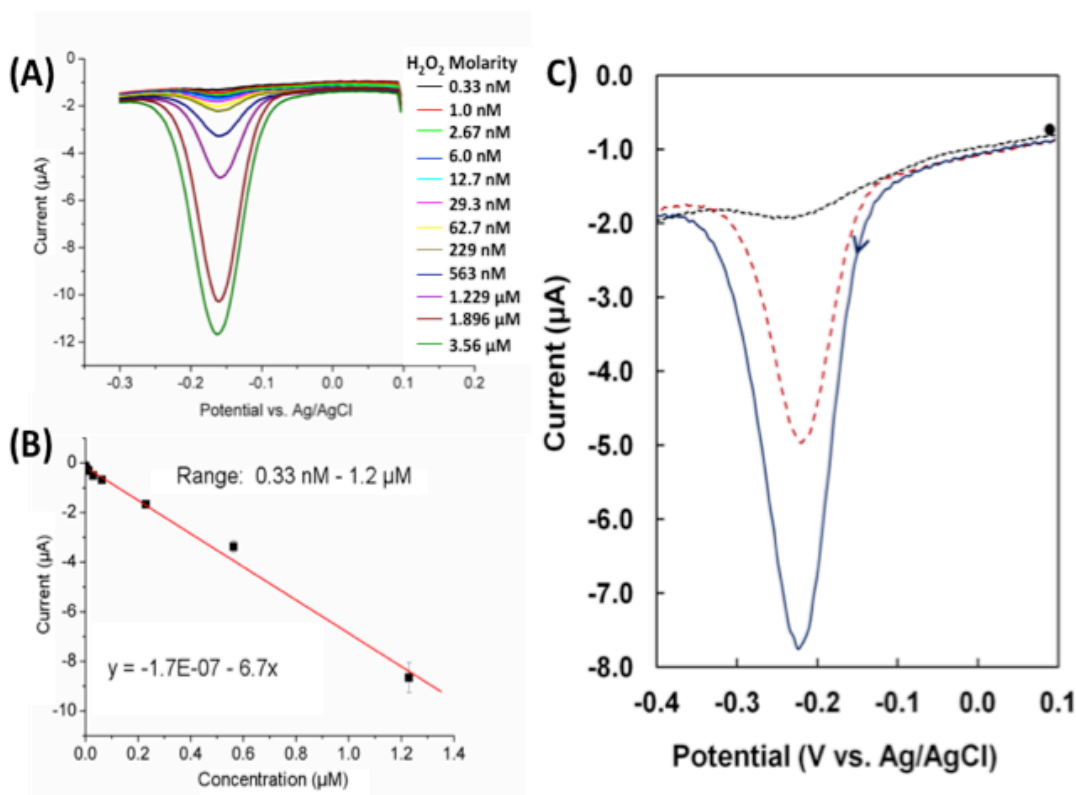 (A)
H₂O₂ Molarity
0.33 nM
1.0 nM
2.67 nM
6.0 nM
12.7 nM
29.3 nM
62.7 nM
229 nM
563 nM
1.229 µM
1.896 µM
3.56 µM
0
-2
-4
-6
-8
-10
-12
Current (µA)
-0.3 -0.2 -0.1 0.0 0.1 0.2
Potential vs. Ag/AgCl
(B)
Range: 0.33 nM - 1.2 µM
0
-2
-4
-6
-8
-10
Current (µA)
y = -1.7E-07 - 6.7x
0.0 0.2 0.4 0.6 0.8 1.0 1.2 1.4
Concentration (µM)
C)
0.0
-1.0
-2.0
-3.0
-4.0
-5.0
-6.0
-7.0
-8.0
Current (µA)
-0.4 -0.3 -0.2 -0.1 0.0 0.1
Potential (V vs. Ag/AgCl)